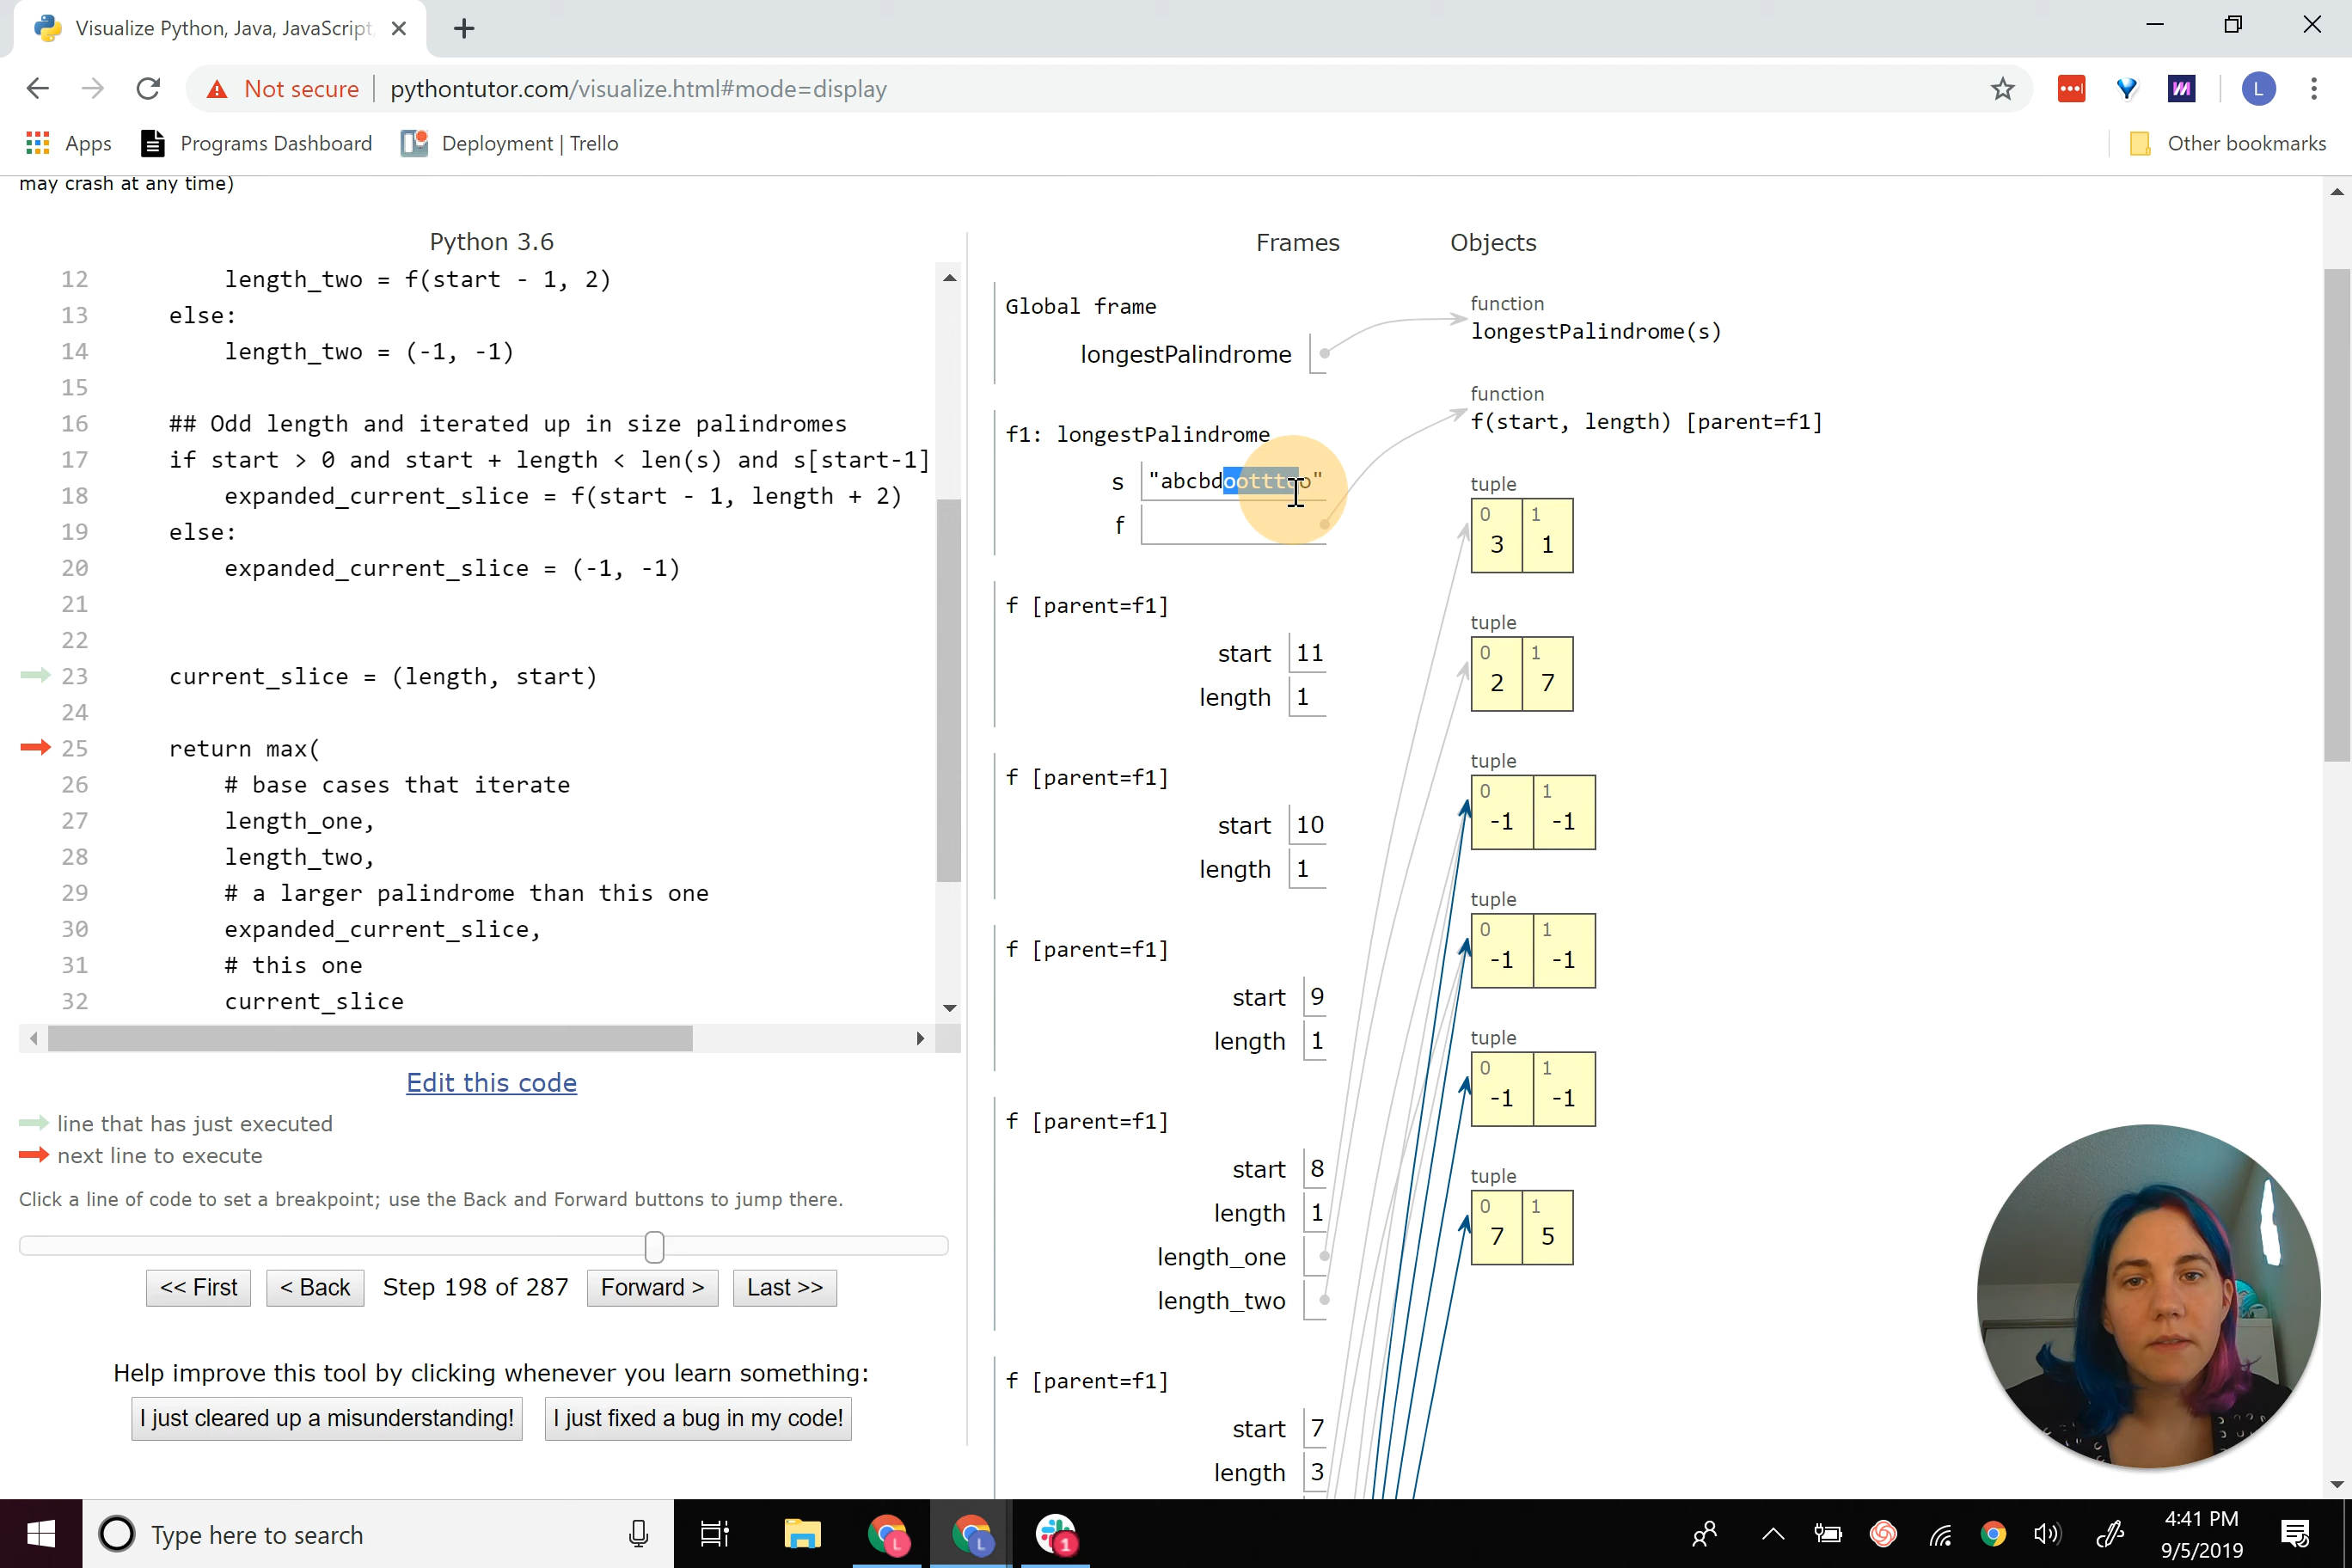 Visualize Python, Java, JavaScript,
Not secure
pythontutor.com/visualize.html#mode=display
L
Apps
Programs Dashboard
Deployment | Trello
Other bookmarks
may crash at any time)
Python 3.6
12 length_two = f(start - 1, 2)
13 else:
14 length_two = (-1, -1)
15
16 ## Odd length and iterated up in size palindromes
17 if start > 0 and start + length < len(s) and s[start-1]
18 expanded_current_slice = f(start - 1, length + 2)
19 else:
20 expanded_current_slice = (-1, -1)
21
22
23 current_slice = (length, start)
24
25 return max(
26 # base cases that iterate
27 length_one,
28 length_two,
29 # a larger palindrome than this one
30 expanded_current_slice,
31 # this one
32 current_slice
Edit this code
line that has just executed
next line to execute
Click a line of code to set a breakpoint; use the Back and Forward buttons to jump there.
<< First
< Back
Step 198 of 287
Forward >
Last >>
Help improve this tool by clicking whenever you learn something:
I just cleared up a misunderstanding!
I just fixed a bug in my code!
Frames
Objects
Global frame
longestPalindrome
f1: longestPalindrome
s
f
f [parent=f1]
start 11
length 1
f [parent=f1]
start 10
length 1
f [parent=f1]
start 9
length 1
f [parent=f1]
start 8
length 1
length_one
length_two
f [parent=f1]
start 7
length 3
function
longestPalindrome(s)
function
f(start, length) [parent=f1]
tuple
0 1
3 1
tuple
0 1
2 7
tuple
0 1
-1 -1
tuple
0 1
-1 -1
tuple
0 1
-1 -1
tuple
0 1
7 5
Type here to search
L
L
1
4:41 PM
9/5/2019